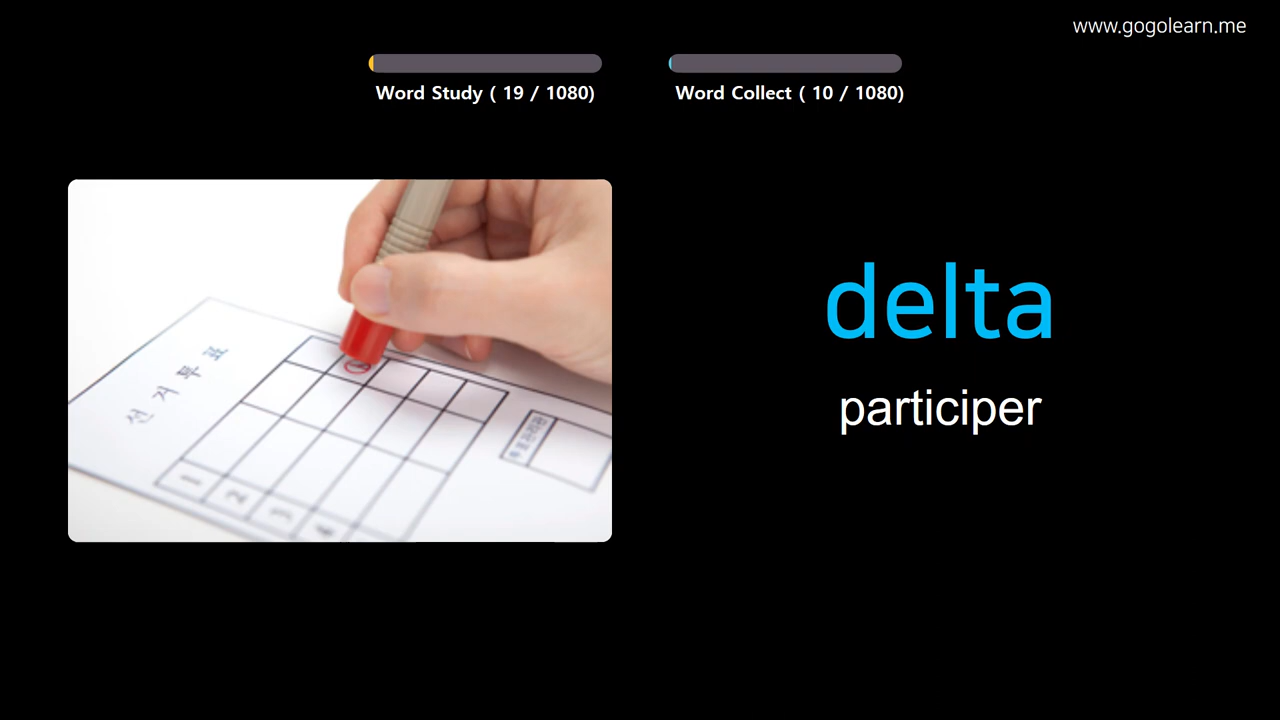 www.gogolearn.me
Word Study ( 19 / 1080)
Word Collect ( 10 / 1080)
선거투표
1
2
3
4
delta
participer